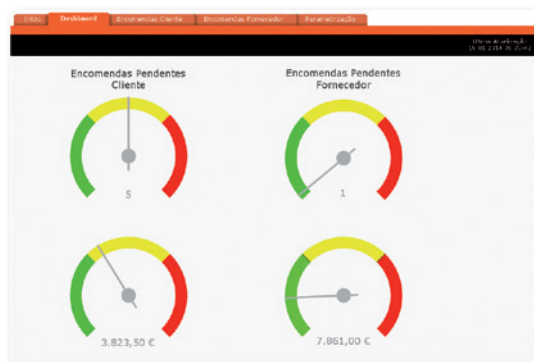 Início Dashboard Encomendas Cliente Encomendas Fornecedor Parametrização
Encomendas Pendentes
Cliente
Encomendas Pendentes
Fornecedor
5
1
3.823,50 €
7.861,00 €